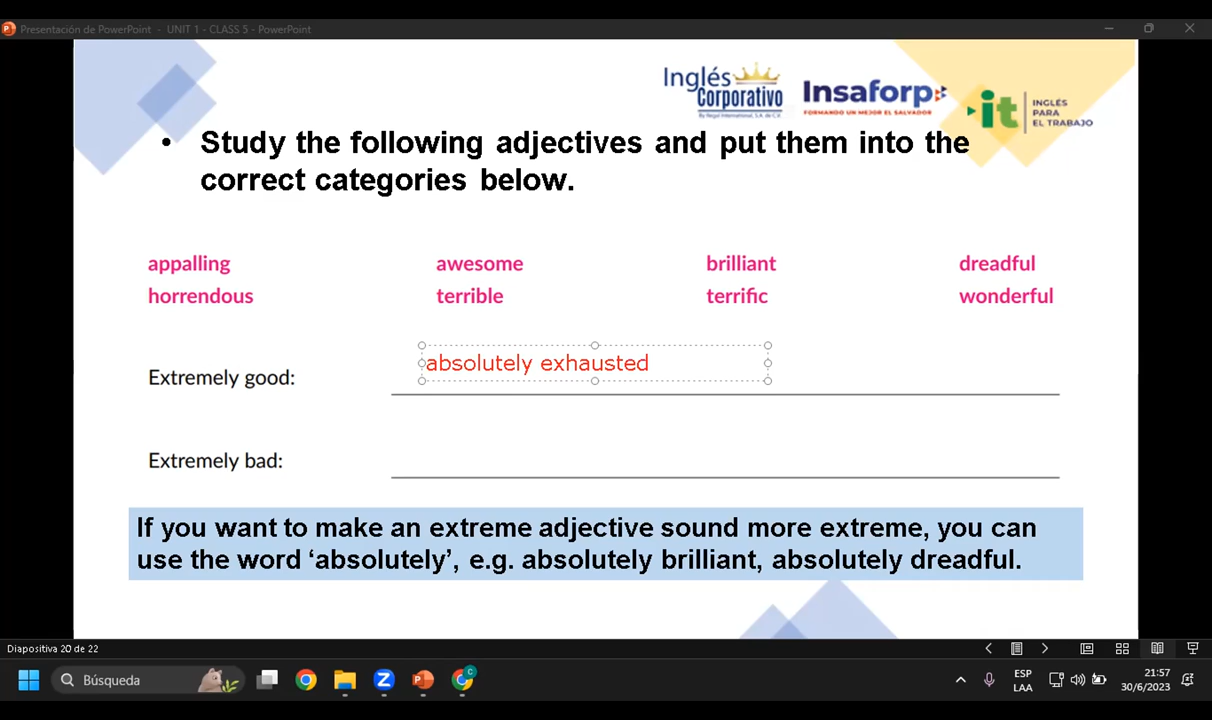 Presentación de PowerPoint - UNIT 1 - CLASS 5 - PowerPoint
Inglés
Corporativo
By Regal International, S.A. de C.V.
Insaforp
FORMANDO UN MEJOR EL SALVADOR
it
INGLÉS
PARA
EL TRABAJO
• Study the following adjectives and put them into the
correct categories below.
appalling awesome brilliant dreadful
horrendous terrible terrific wonderful
absolutely exhausted
Extremely good:
Extremely bad:
If you want to make an extreme adjective sound more extreme, you can
use the word ‘absolutely’, e.g. absolutely brilliant, absolutely dreadful.
Diapositiva 20 de 22
Búsqueda
ESP
LAA
21:57
30/6/2023